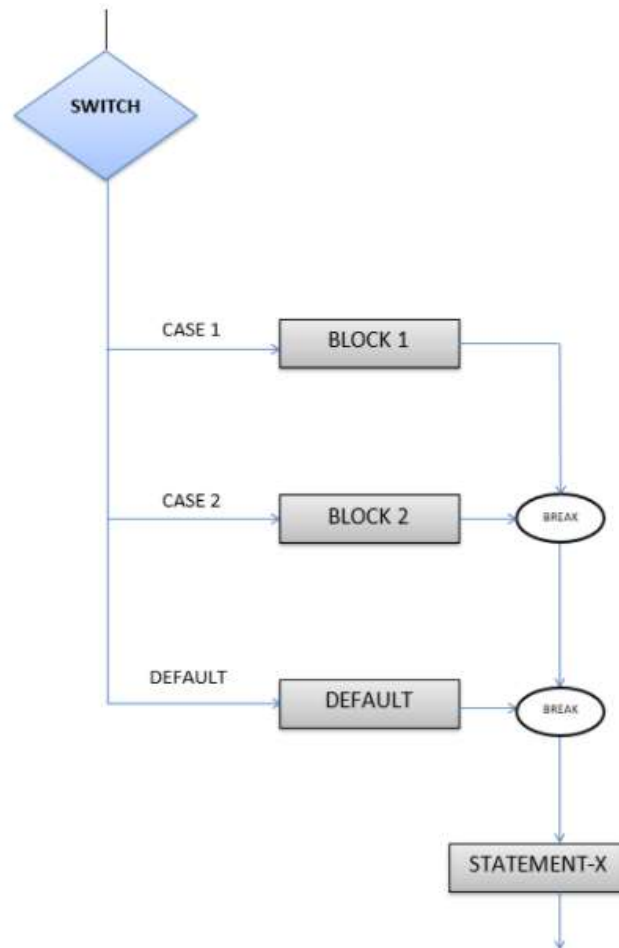 SWITCH
CASE 1
BLOCK 1
CASE 2
BLOCK 2
BREAK
DEFAULT
DEFAULT
BREAK
STATEMENT-X